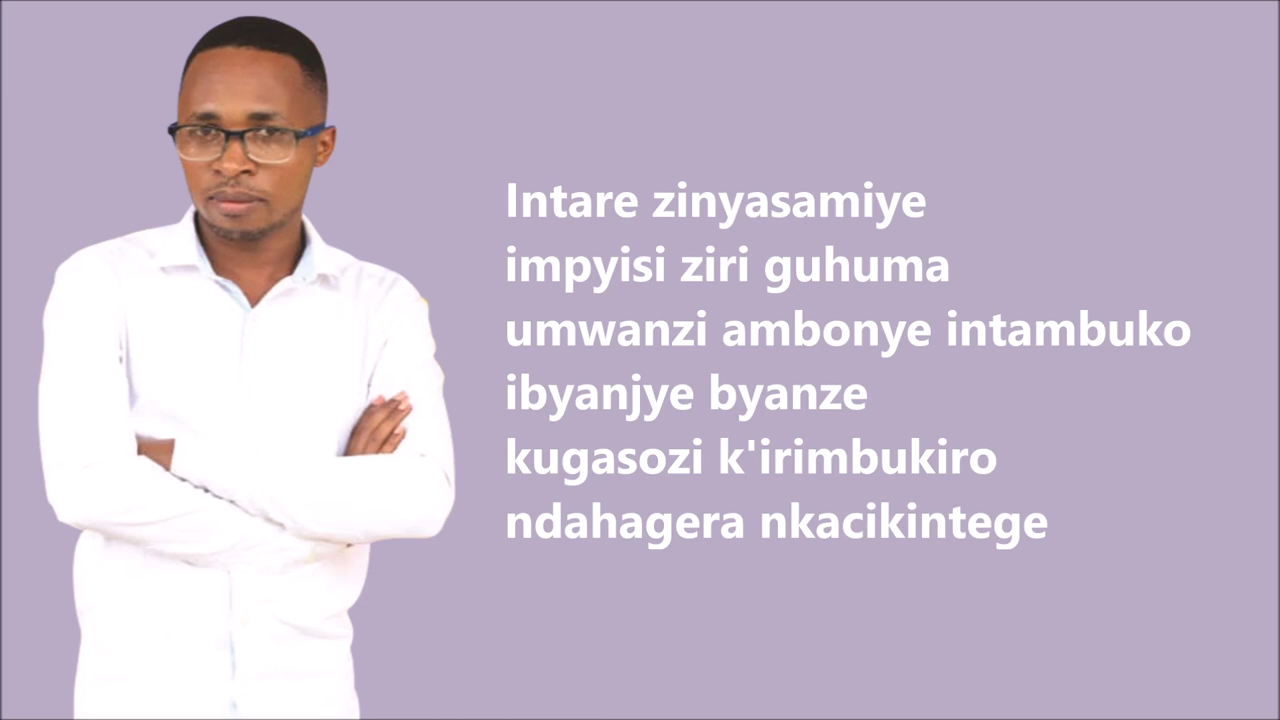 Intare zinyasamiye
impyisi ziri guhuma
umwanzi ambonye intambuko
ibyanjye byanze
kugasozi k'irimbukiro
ndahagera nkacikintege